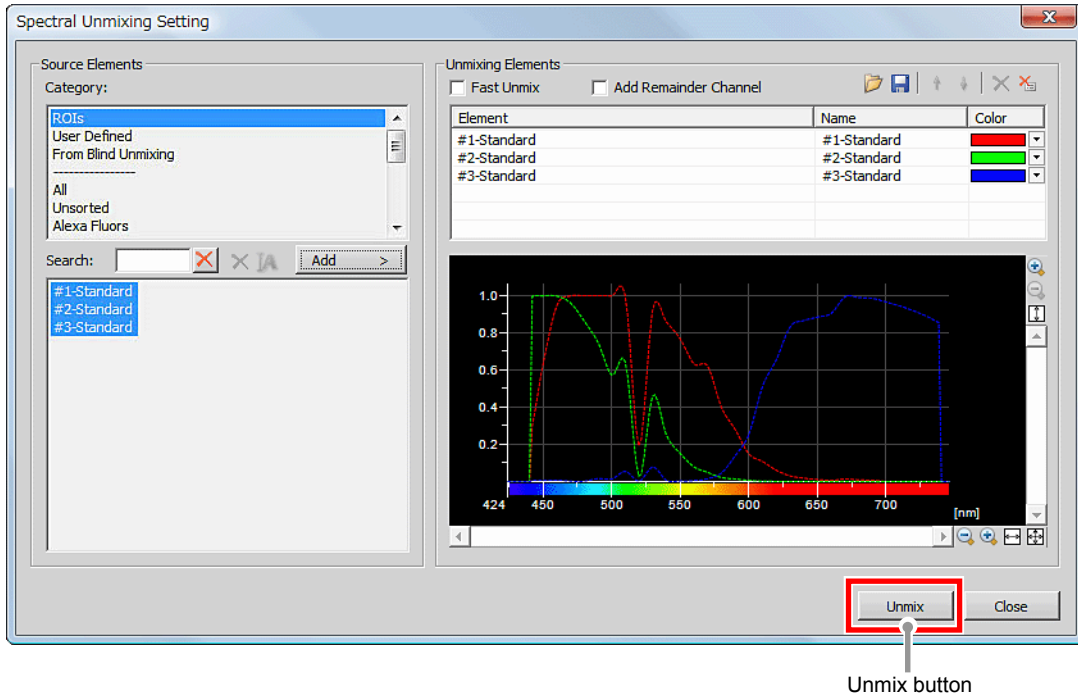 Spectral Unmixing Setting
Source Elements
Category:
ROIs
User Defined
From Blind Unmixing
----------------
All
Unsorted
Alexa Fluors
Search:
Add >
#1-Standard
#2-Standard
#3-Standard
Unmixing Elements
Fast Unmix
Add Remainder Channel
Element Name Color
#1-Standard #1-Standard
#2-Standard #2-Standard
#3-Standard #3-Standard
1.0
0.8
0.6
0.4
0.2
424 450 500 550 600 650 700 [nm]
Unmix Close
Unmix button